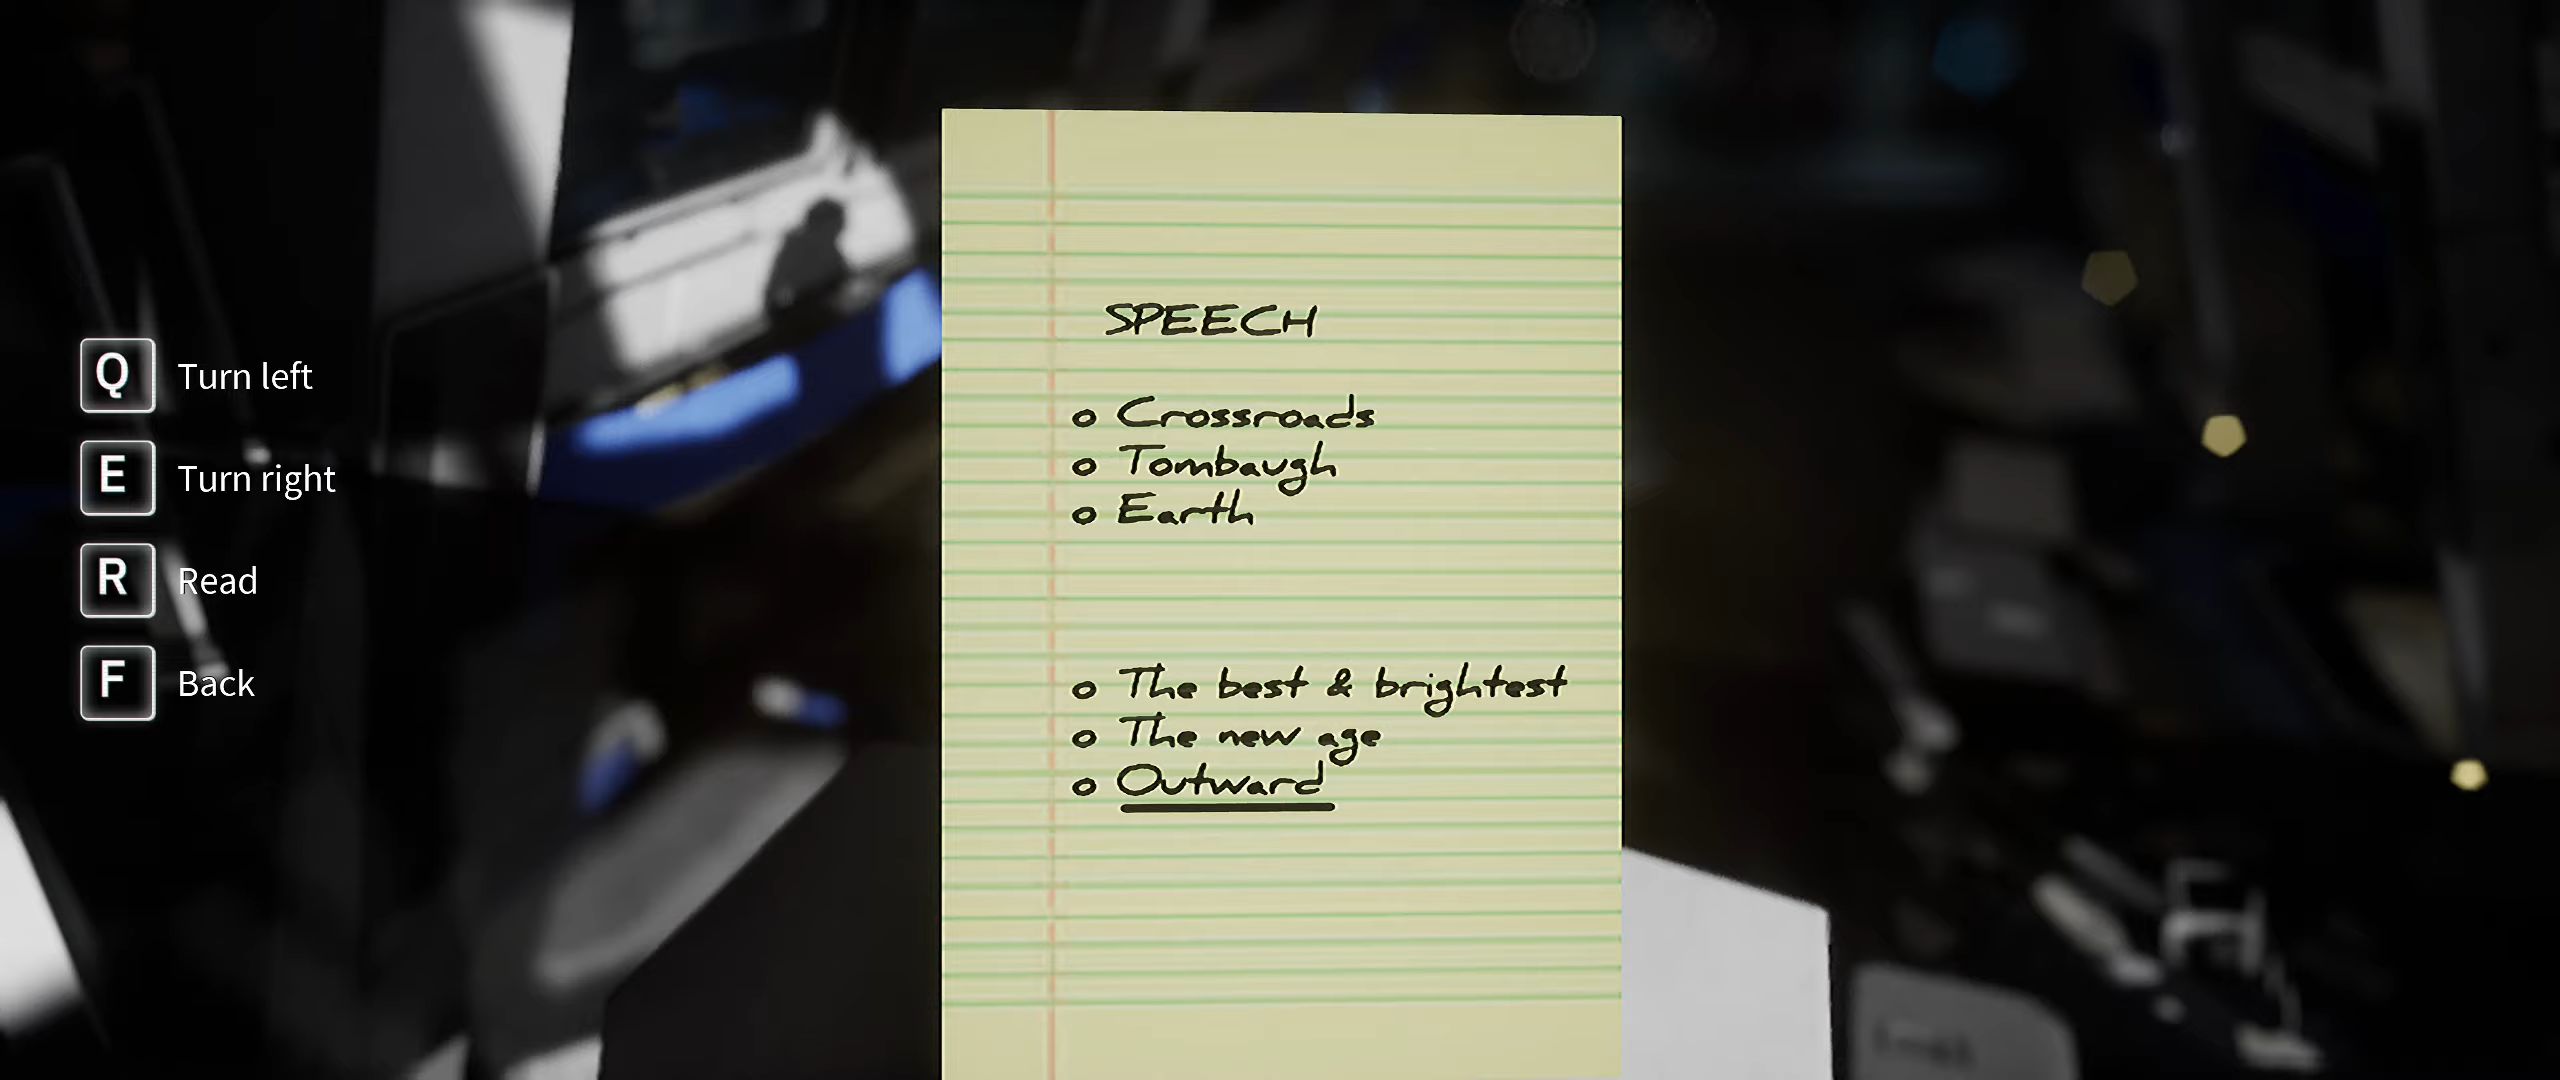 Q Turn left
E Turn right
R Read
F Back
SPEECH
o Crossroads
o Tombaugh
o Earth
o The best & brightest
o The new age
o Outward